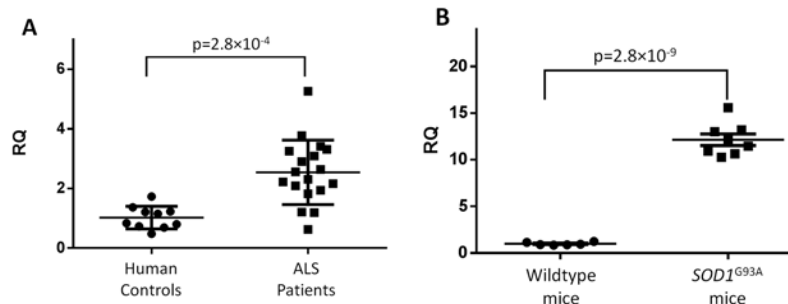 A
p=2.8×10⁻⁴
6
4
2
0
RQ
Human
Controls
ALS
Patients
B
p=2.8×10⁻⁹
20
15
10
5
0
RQ
Wildtype
mice
SOD1ᴳ⁹³ᴬ
mice